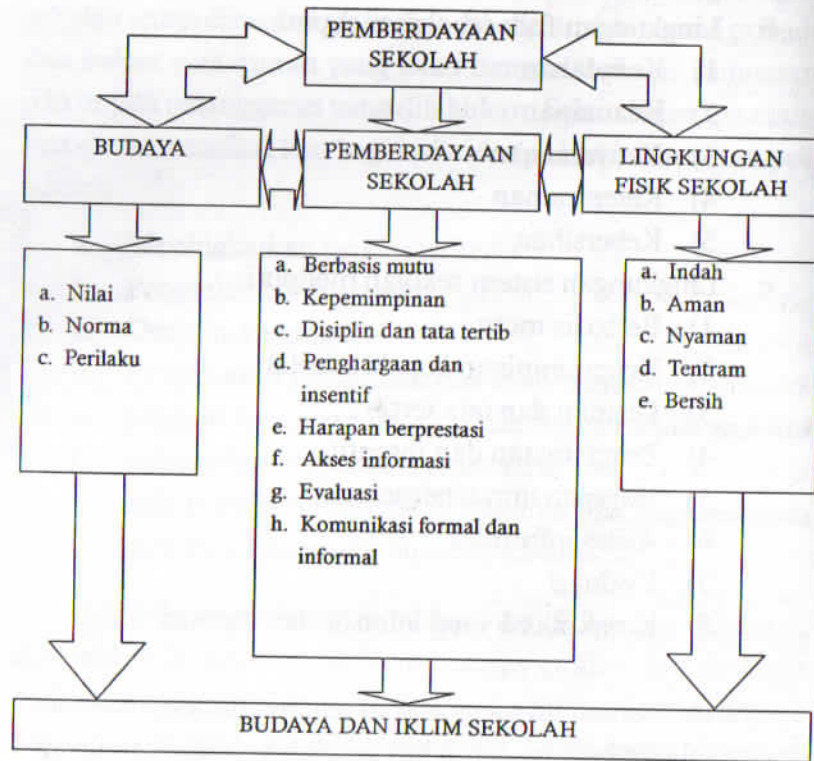 PEMBERDAYAAN
SEKOLAH
BUDAYA
PEMBERDAYAAN
SEKOLAH
LINGKUNGAN
FISIK SEKOLAH
a. Nilai
b. Norma
c. Perilaku
a. Berbasis mutu
b. Kepemimpinan
c. Disiplin dan tata tertib
d. Penghargaan dan
insentif
e. Harapan berprestasi
f. Akses informasi
g. Evaluasi
h. Komunikasi formal dan
informal
a. Indah
b. Aman
c. Nyaman
d. Tentram
e. Bersih
BUDAYA DAN IKLIM SEKOLAH